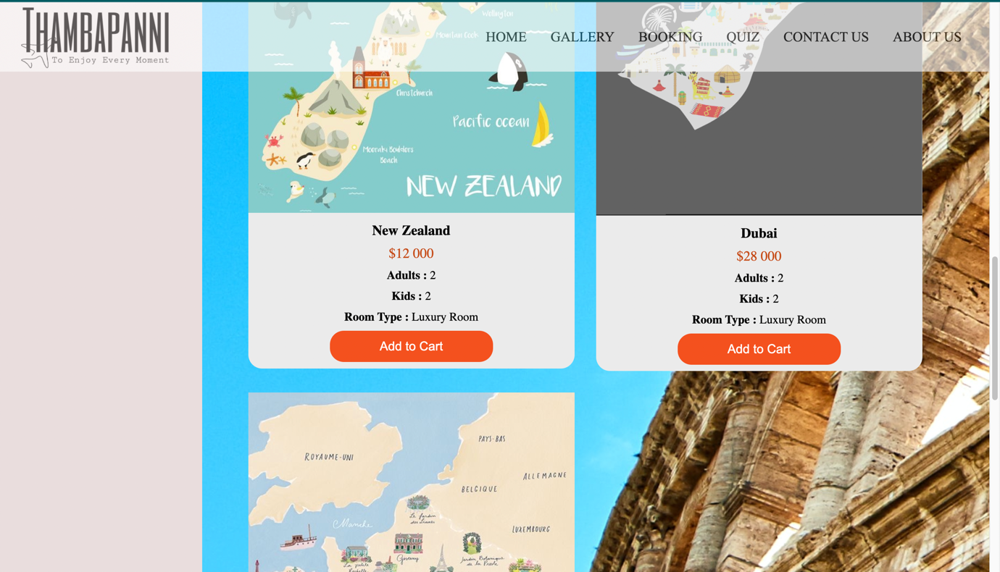 THAMBAPANNI
To Enjoy Every Moment
HOME GALLERY BOOKING QUIZ CONTACT US ABOUT US
Wellington
Mountain Cook
Christchurch
Pacific ocean
Moeraki Boulders
Beach
NEW ZEALAND
New Zealand
$12 000
Adults : 2
Kids : 2
Room Type : Luxury Room
Add to Cart
Dubai
$28 000
Adults : 2
Kids : 2
Room Type : Luxury Room
Add to Cart
PAYS-BAS
ROYAUME-UNI
ALLEMAGNE
BELGIQUE
Manche
LUXEMBOURG
Giverny
Jardin Botanique